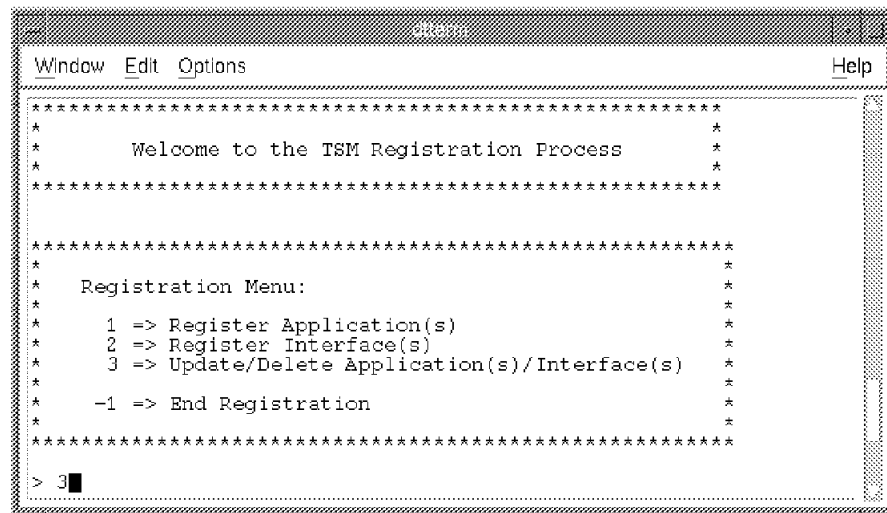 dtterm
Window Edit Options Help
*********************************************************
* *
* Welcome to the TSM Registration Process *
* *
*********************************************************
**********************************************************
* *
* Registration Menu: *
* *
* 1 => Register Application(s) *
* 2 => Register Interface(s) *
* 3 => Update/Delete Application(s)/Interface(s) *
* *
* -1 => End Registration *
* *
**********************************************************
> 3